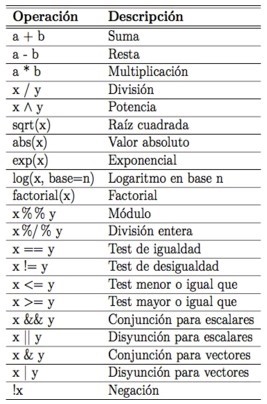 Operación Descripción
a + b Suma
a - b Resta
a * b Multiplicación
x / y División
x ∧ y Potencia
sqrt(x) Raíz cuadrada
abs(x) Valor absoluto
exp(x) Exponencial
log(x, base=n) Logaritmo en base n
factorial(x) Factorial
x % % y Módulo
x %/ % y División entera
x == y Test de igualdad
x != y Test de desigualdad
x <= y Test menor o igual que
x >= y Test mayor o igual que
x && y Conjunción para escalares
x || y Disyunción para escalares
x & y Conjunción para vectores
x | y Disyunción para vectores
!x Negación